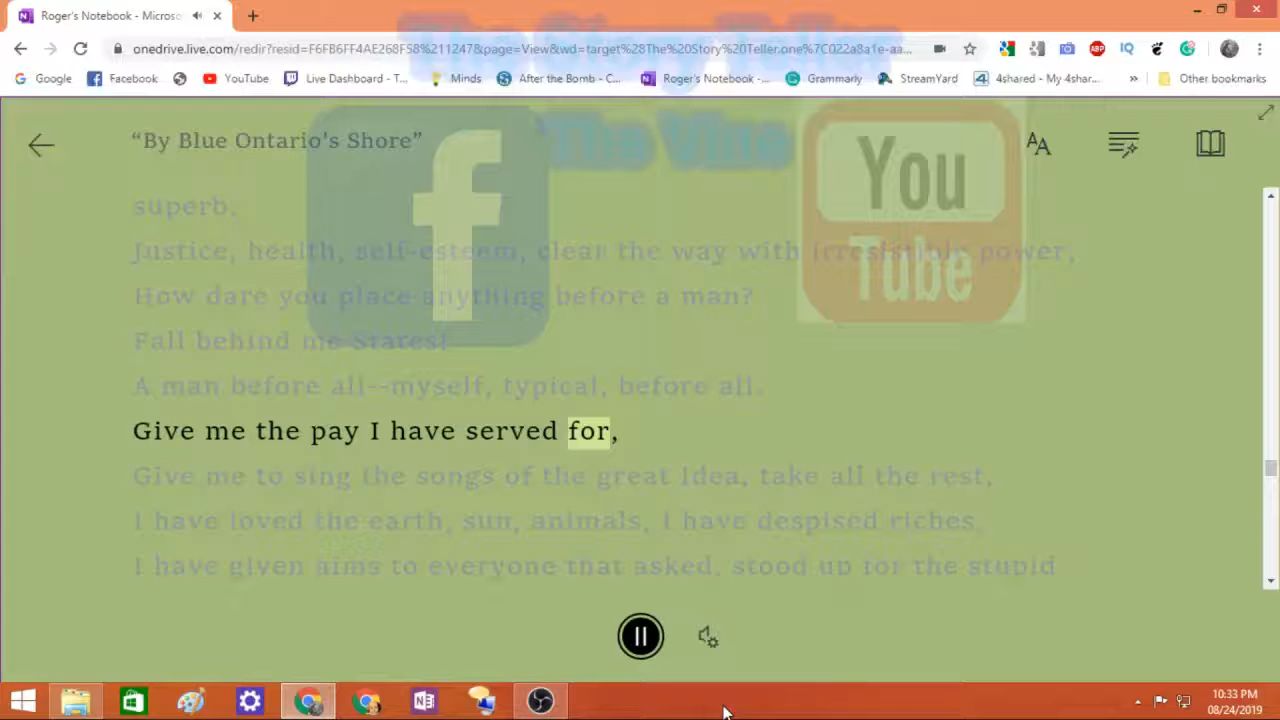 Roger's Notebook - Microso
onedrive.live.com/redir?resid=F6FB6FF4AE268F58%211247&page=View&wd=target%28The%20Story%20Teller.one%7C022a8a1e-aa...
Google Facebook YouTube Live Dashboard - T... Minds After the Bomb - C... Roger's Notebook -... Grammarly StreamYard 4shared - My 4shar... » Other bookmarks
The Story Teller
The Vine
“By Blue Ontario's Shore”
You
Tube
superb,
Justice, health, self-esteem, clear the way with irresistible power,
How dare you place anything before a man?
Fall behind me States!
A man before all--myself, typical, before all.
Give me the pay I have served for,
Give me to sing the songs of the great Idea, take all the rest,
I have loved the earth, sun, animals, I have despised riches,
I have given aims to everyone that asked, stood up for the stupid
10:33 PM
08/24/2019